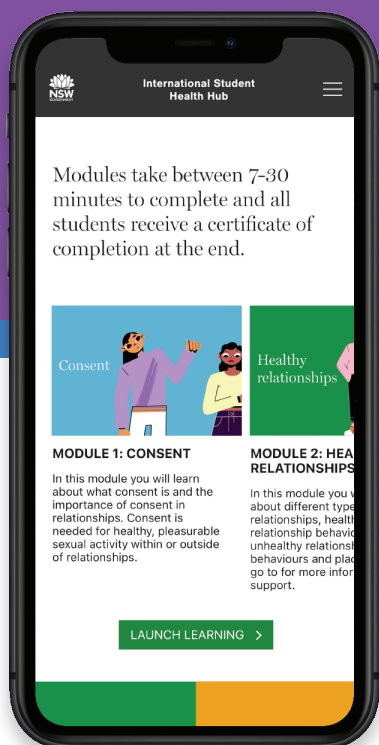 NSW
GOVERNMENT
International Student
Health Hub
Modules take between 7-30
minutes to complete and all
students receive a certificate of
completion at the end.
Consent
MODULE 1: CONSENT
In this module you will learn
about what consent is and the
importance of consent in
relationships. Consent is
needed for healthy, pleasurable
sexual activity within or outside
of relationships.
Healthy
relationships
MODULE 2: HEA
RELATIONSHIPS
In this module you
about different type
relationships, health
relationship behavio
unhealthy relationsh
behaviours and plac
go to for more infor
support.
LAUNCH LEARNING